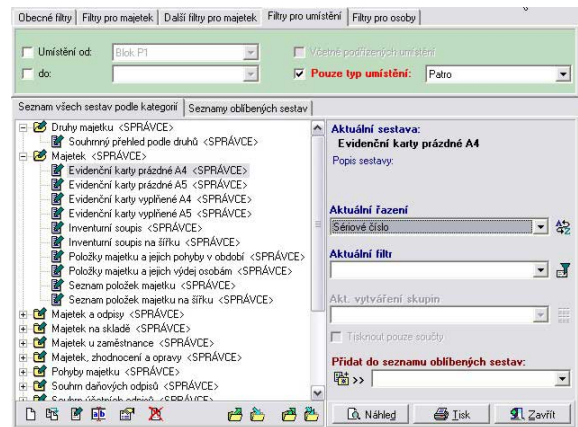 Obecné filtry Filtry pro majetek Další filtry pro majetek Filtry pro umístění Filtry pro osoby
Umístění od: Blok P1 Včetně podřízených umístění
do: Pouze typ umístění: Patro
Seznam všech sestav podle kategorií Seznamy oblíbených sestav
Druhy majetku <SPRÁVCE>
Souhrnný přehled podle druhů <SPRÁVCE>
Majetek <SPRÁVCE>
Evidenční karty prázdné A4 <SPRÁVCE>
Evidenční karty prázdné A5 <SPRÁVCE>
Evidenční karty vyplněné A4 <SPRÁVCE>
Evidenční karty vyplněné A5 <SPRÁVCE>
Inventurní soupis <SPRÁVCE>
Inventurní soupis na šířku <SPRÁVCE>
Položky majetku a jejich pohyby v období <SPRÁVCE>
Položky majetku a jejich výdej osobám <SPRÁVCE>
Seznam položek majetku <SPRÁVCE>
Seznam položek majetku na šířku <SPRÁVCE>
Majetek a odpisy <SPRÁVCE>
Majetek na skladě <SPRÁVCE>
Majetek u zaměstnance <SPRÁVCE>
Majetek, zhodnocení a opravy <SPRÁVCE>
Pohyby majetku <SPRÁVCE>
Souhrn daňových odpisů <SPRÁVCE>
Souhrn účetních odpisů <SPRÁVCE>
Aktuální sestava:
Evidenční karty prázdné A4
Popis sestavy:
Aktuální řazení
Sériové číslo
Aktuální filtr
Akt. vytváření skupin
Tisknout pouze součty
Přidat do seznamu oblíbených sestav:
>>
Náhled Tisk Zavřít